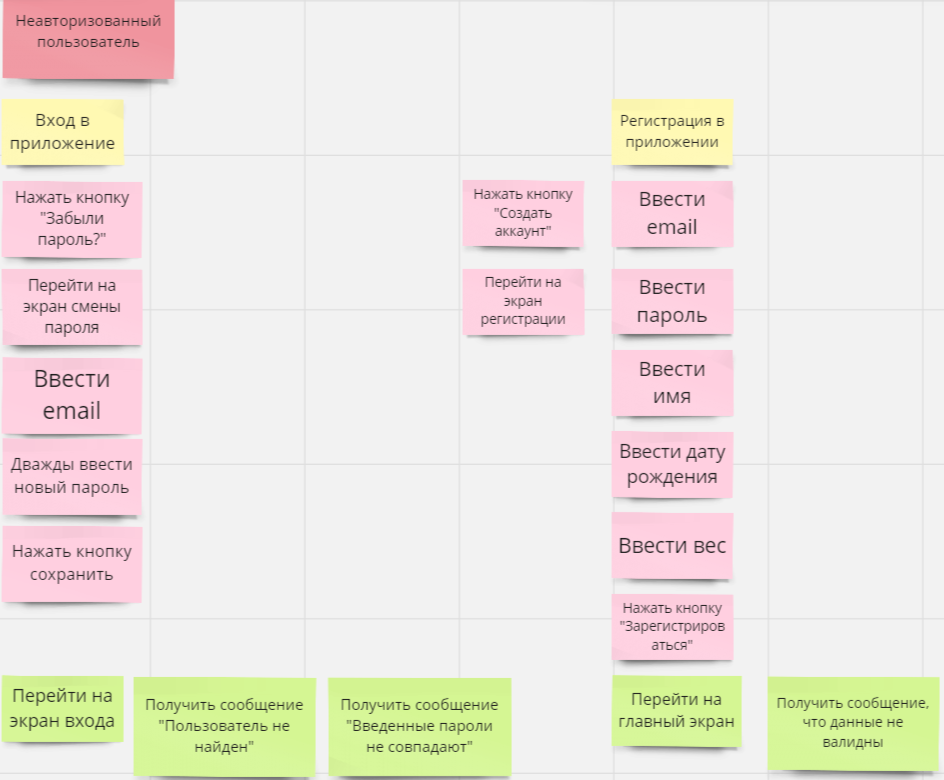 Неавторизованный
пользователь
Вход в
приложение
Регистрация в
приложении
Нажать кнопку
"Забыли
пароль?"
Перейти на
экран смены
пароля
Ввести
email
Дважды ввести
новый пароль
Нажать кнопку
сохранить
Нажать кнопку
"Создать
аккаунт"
Перейти на
экран
регистрации
Ввести
email
Ввести
пароль
Ввести
имя
Ввести дату
рождения
Ввести вес
Нажать кнопку
"Зарегистриров
аться"
Перейти на
экран входа
Получить сообщение
"Пользователь не
найден"
Получить сообщение
"Введенные пароли
не совпадают"
Перейти на
главный экран
Получить сообщение,
что данные не
валидны